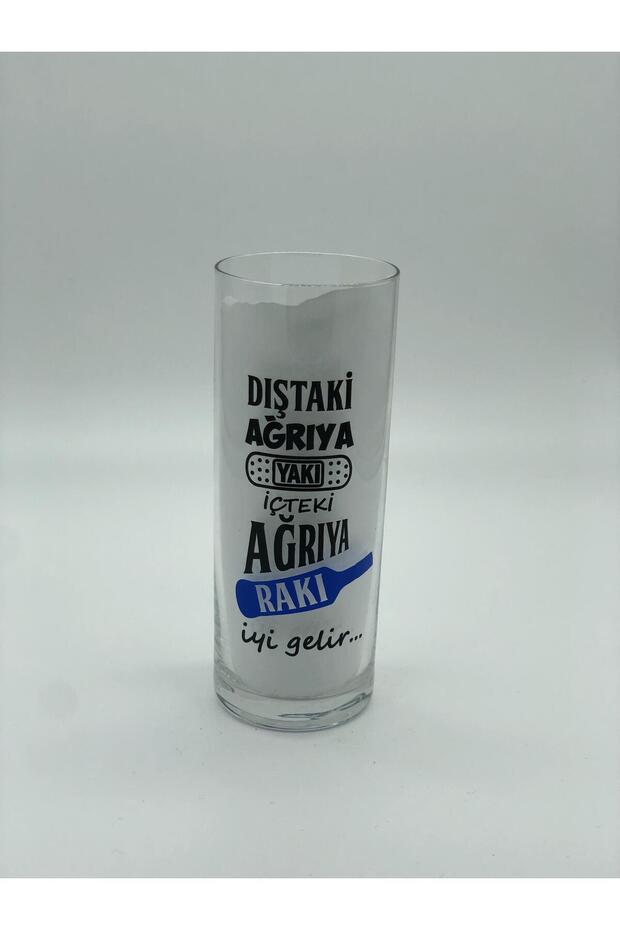 DIŞTAKİ
AĞRIYA
YAKI
İÇTEKİ
AĞRIYA
RAKI
iyi gelir...